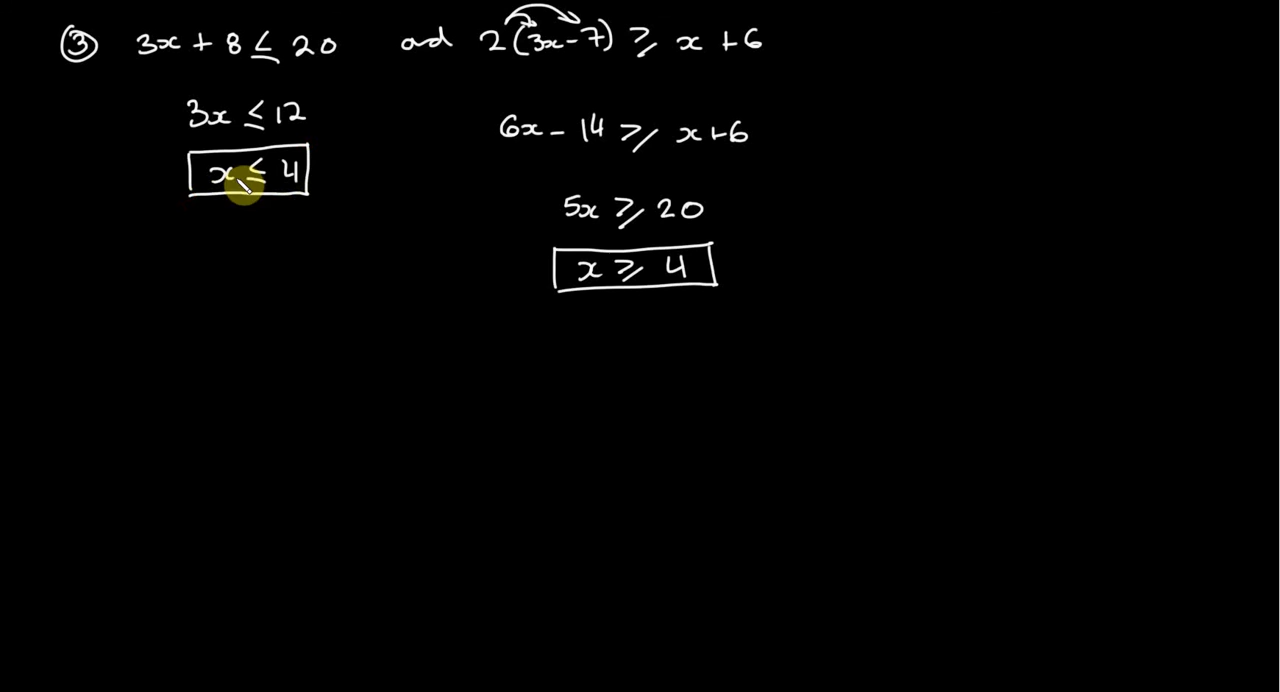 ③ 3x + 8 ≤ 20 and 2(3x - 7) ⩾ x + 6
3x ≤ 12
6x - 14 ⩾ x + 6
x ≤ 4
5x ⩾ 20
x ⩾ 4